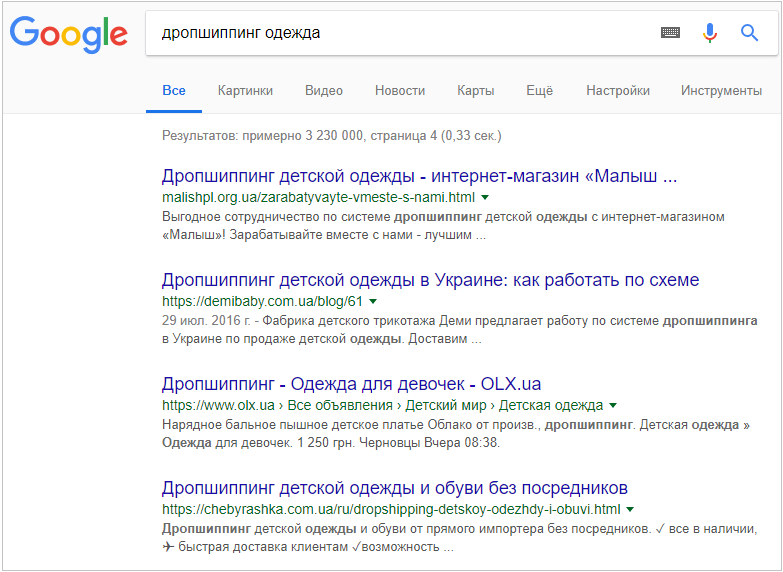 Google
дропшиппинг одежда
Все Картинки Видео Новости Карты Ещё Настройки Инструменты
Результатов: примерно 3 230 000, страница 4 (0,33 сек.)
Дропшиппинг детской одежды - интернет-магазин «Малыш ...
malishpl.org.ua/zarabatyvayte-vmeste-s-nami.html
Выгодное сотрудничество по системе дропшиппинг детской одежды с интернет-магазином
«Малыш»! Зарабатывайте вместе с нами - лучшим ...
Дропшиппинг детской одежды в Украине: как работать по схеме
https://demibaby.com.ua/blog/61
29 июл. 2016 г. - Фабрика детского трикотажа Деми предлагает работу по системе дропшиппинга
в Украине по продаже детской одежды. Доставим ...
Дропшиппинг - Одежда для девочек - OLX.ua
https://www.olx.ua › Все объявления › Детский мир › Детская одежда
Нарядное бальное пышное детское платье Облако от произв., дропшиппинг. Детская одежда »
Одежда для девочек. 1 250 грн. Черновцы Вчера 08:38.
Дропшиппинг детской одежды и обуви без посредников
https://chebyrashka.com.ua/ru/dropshipping-detskoy-odezhdy-i-obuvi.html
Дропшиппинг детской одежды и обуви от прямого импортера без посредников. ✓ все в наличии,
✈ быстрая доставка клиентам ✓возможность ...